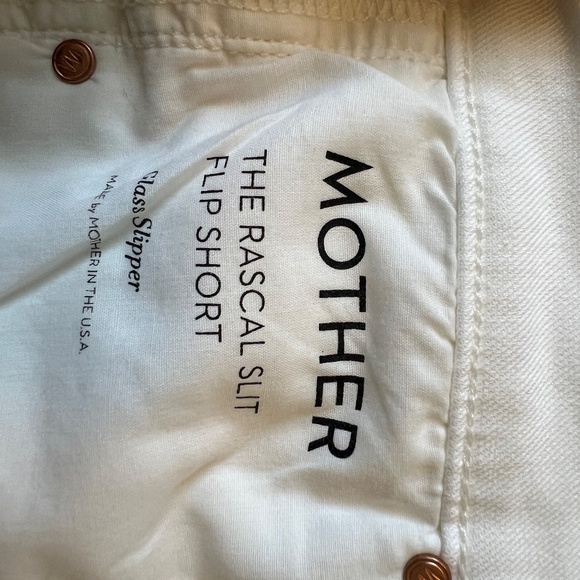 MOTHER
THE RASCAL SLIT
FLIP SHORT
Glass Slipper
MADE by MOTHER IN THE U.S.A.